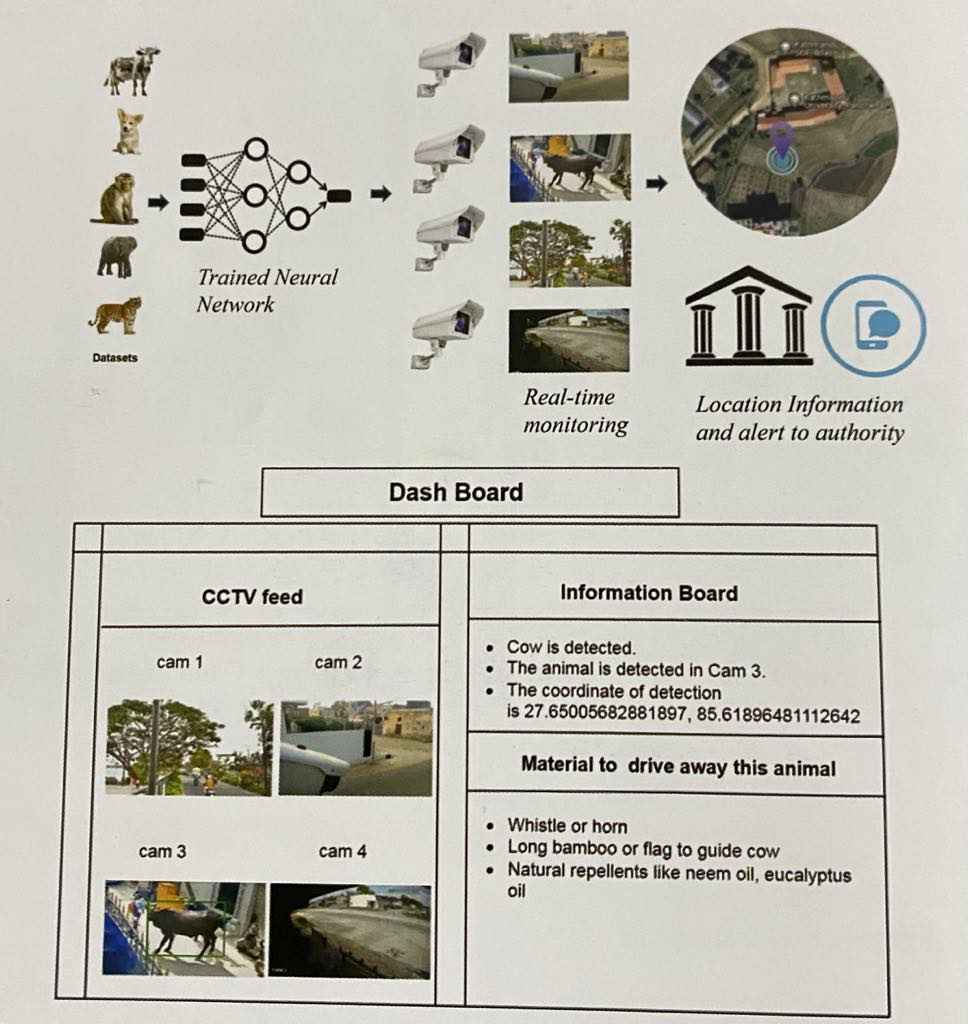 Datasets
Trained Neural
Network
Real-time
monitoring
Location Information
and alert to authority
Dash Board
CCTV feed
cam 1
cam 2
cam 3
cam 4
Information Board
• Cow is detected.
• The animal is detected in Cam 3.
• The coordinate of detection
is 27.65005682881897, 85.61896481112642
Material to drive away this animal
• Whistle or horn
• Long bamboo or flag to guide cow
• Natural repellents like neem oil, eucalyptus
oil